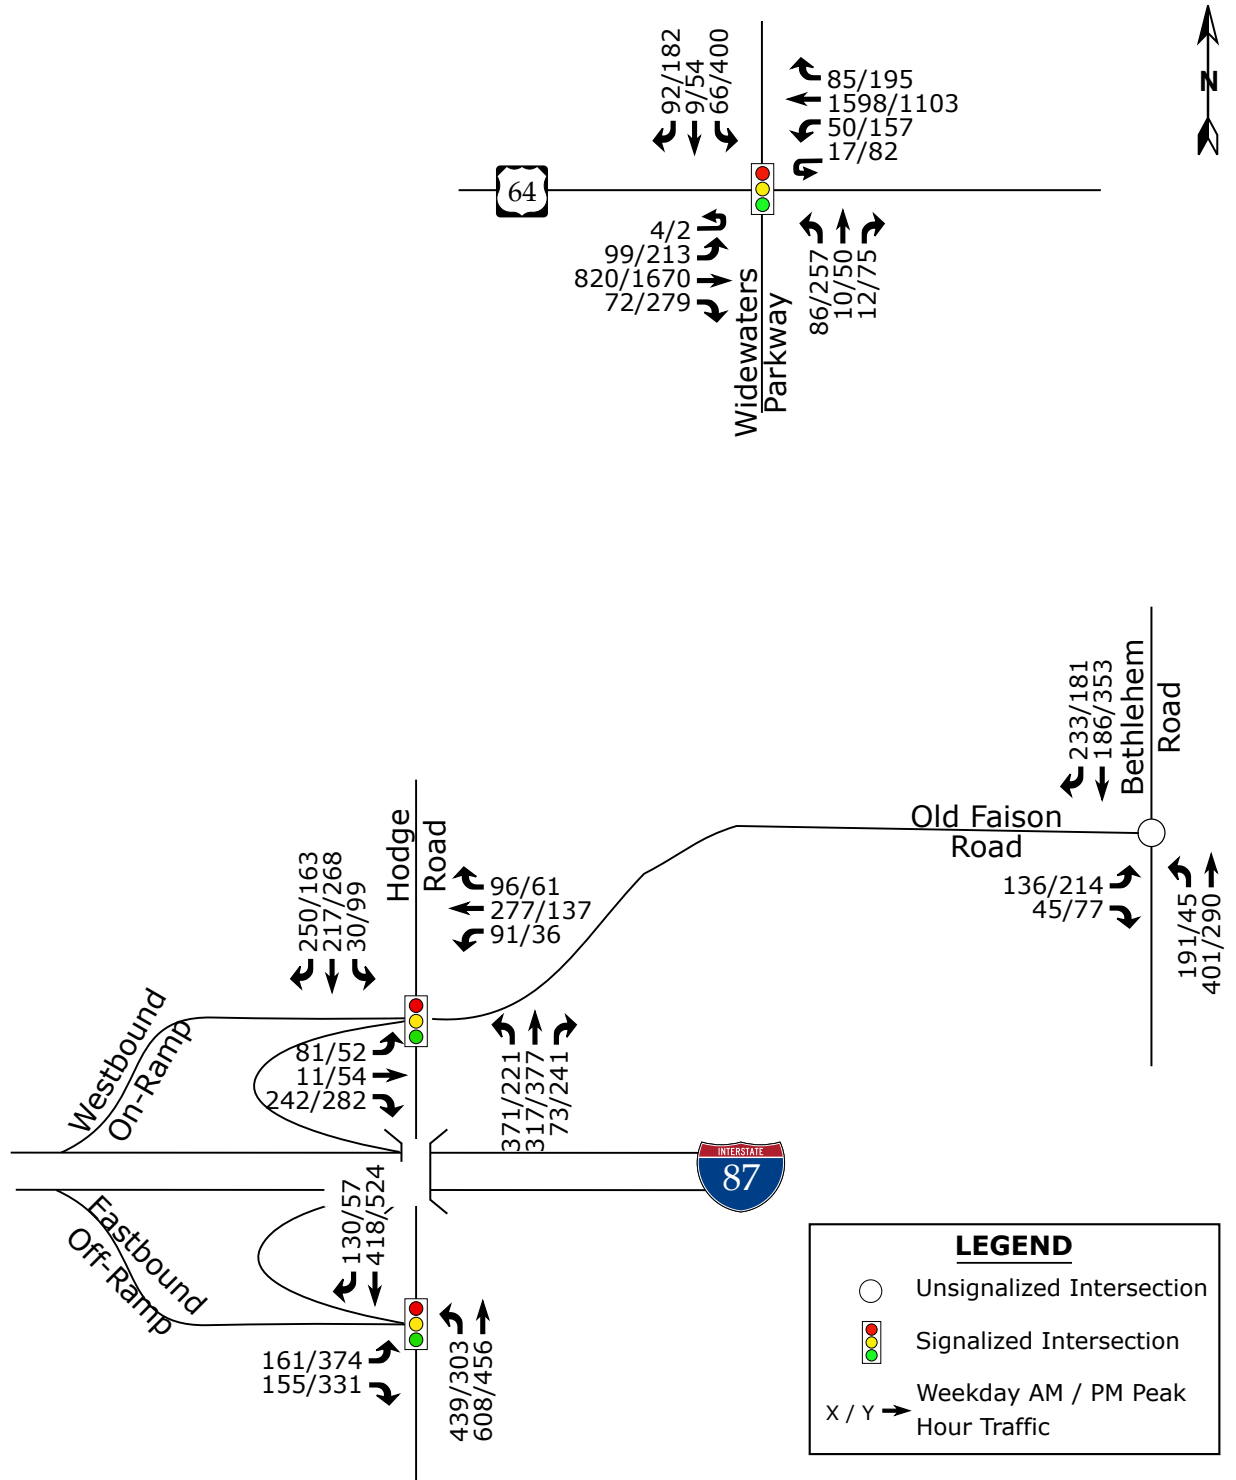 92/182
9/54
66/400
85/195
1598/1103
50/157
17/82
N
64
4/2
99/213
820/1670
72/279
86/257
10/50
12/75
Widewaters
Parkway
233/181
186/353
Bethlehem
Road
Old Faison
Road
136/214
45/77
191/45
401/290
Hodge
Road
250/163
217/268
30/99
96/61
277/137
91/36
Westbound
On-Ramp
81/52
11/54
242/282
371/221
317/377
73/241
INTERSTATE
87
Eastbound
Off-Ramp
130/57
418/524
161/374
155/331
439/303
608/456
LEGEND
Unsignalized Intersection
Signalized Intersection
X / Y
Weekday AM / PM Peak
Hour Traffic